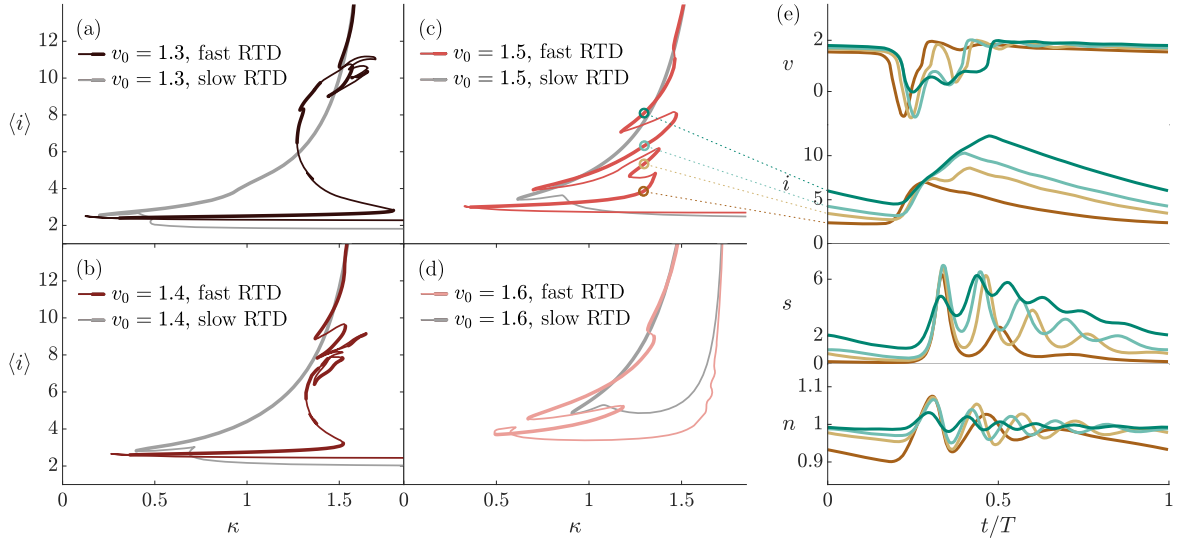 (a)
v₀ = 1.3, fast RTD
v₀ = 1.3, slow RTD
⟨i⟩
12
10
8
6
4
2
(b)
v₀ = 1.4, fast RTD
v₀ = 1.4, slow RTD
⟨i⟩
12
10
8
6
4
2
0
0.5
1
1.5
κ
(c)
v₀ = 1.5, fast RTD
v₀ = 1.5, slow RTD
(d)
v₀ = 1.6, fast RTD
v₀ = 1.6, slow RTD
0
0.5
1
1.5
κ
(e)
v
2
0
i
10
5
0
s
6
2
0
n
1.1
1
0.9
0
0.5
1
t/T